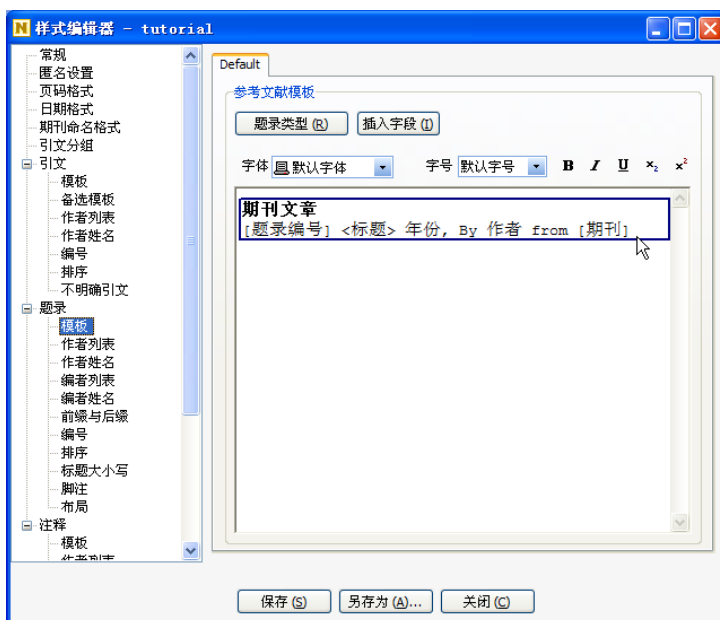 样式编辑器 - tutorial
常规
匿名设置
页码格式
日期格式
期刊命名格式
引文分组
引文
模板
备选模板
作者列表
作者姓名
编号
排序
不明确引文
题录
模板
作者列表
作者姓名
编者列表
编者姓名
前缀与后缀
编号
排序
标题大小写
脚注
布局
注释
模板
作者列表
Default
参考文献模板
题录类型 (R) 插入字段 (I)
字体 默认字体 字号 默认字号 B I U x₂ x²
期刊文章
[题录编号] <标题> 年份, By 作者 from [期刊]
保存 (S) 另存为 (A)... 关闭 (C)